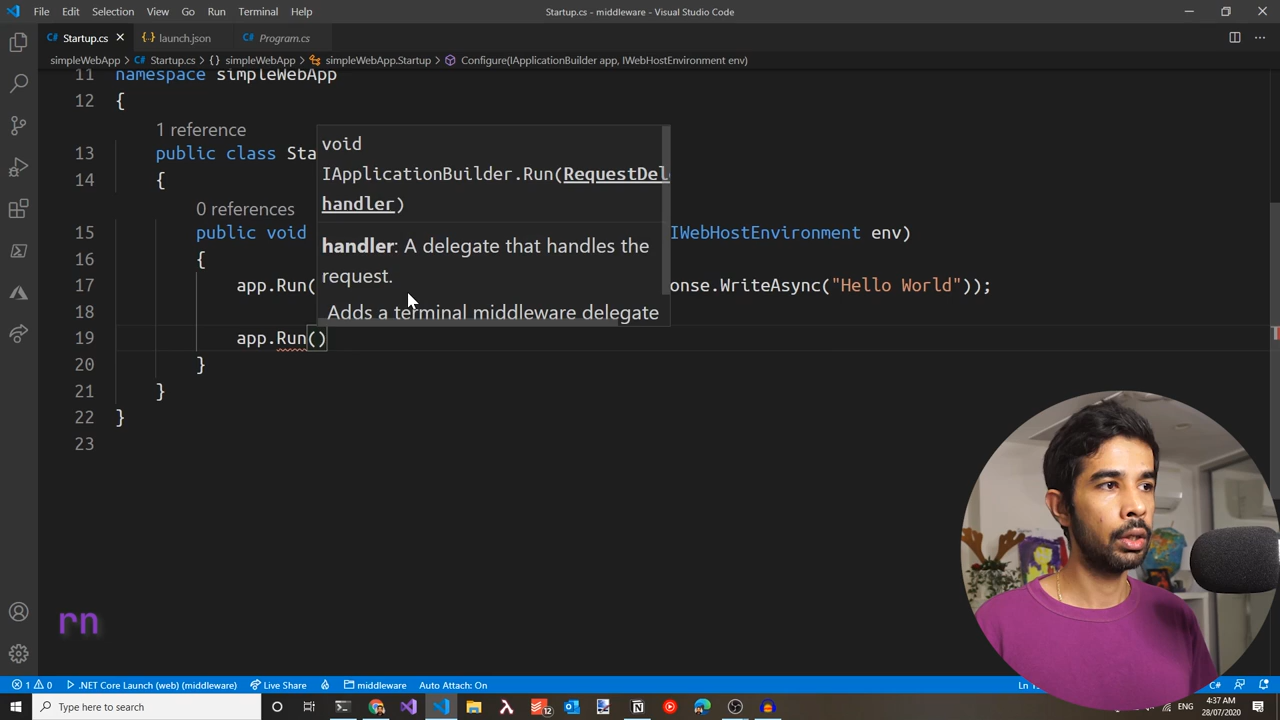 File Edit Selection View Go Run Terminal Help Startup.cs - middleware - Visual Studio Code
Startup.cs launch.json Program.cs
simpleWebApp > Startup.cs > {} simpleWebApp > simpleWebApp.Startup > Configure(IApplicationBuilder app, IWebHostEnvironment env)
11 namespace simpleWebApp
12 {
1 reference
13 public class Sta
14 {
0 references
15 public void IWebHostEnvironment env)
16 {
17 app.Run( onse.WriteAsync("Hello World"));
18
19 app.Run()
20 }
21 }
22 }
23
void
IApplicationBuilder.Run(RequestDele
handler)
handler: A delegate that handles the
request.
Adds a terminal middleware delegate
rn
1 0 .NET Core Launch (web) (middleware) Live Share middleware Auto Attach: On C#
Type here to search
12
4:37 AM
28/07/2020